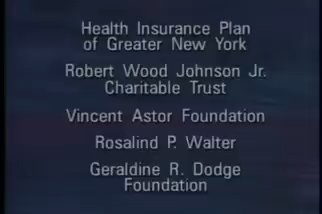 Health Insurance Plan
of Greater New York
Robert Wood Johnson Jr.
Charitable Trust
Vincent Astor Foundation
Rosalind P. Walter
Geraldine R. Dodge
Foundation